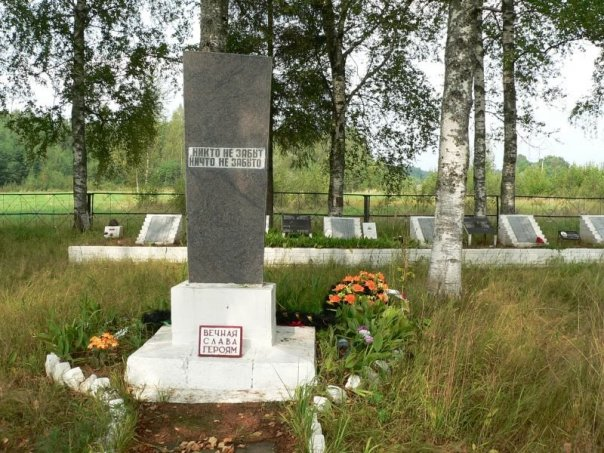 НИКТО НЕ ЗАБЫТ
НИЧТО НЕ ЗАБЫТО
ВЕЧНАЯ
СЛАВА
ГЕРОЯМ